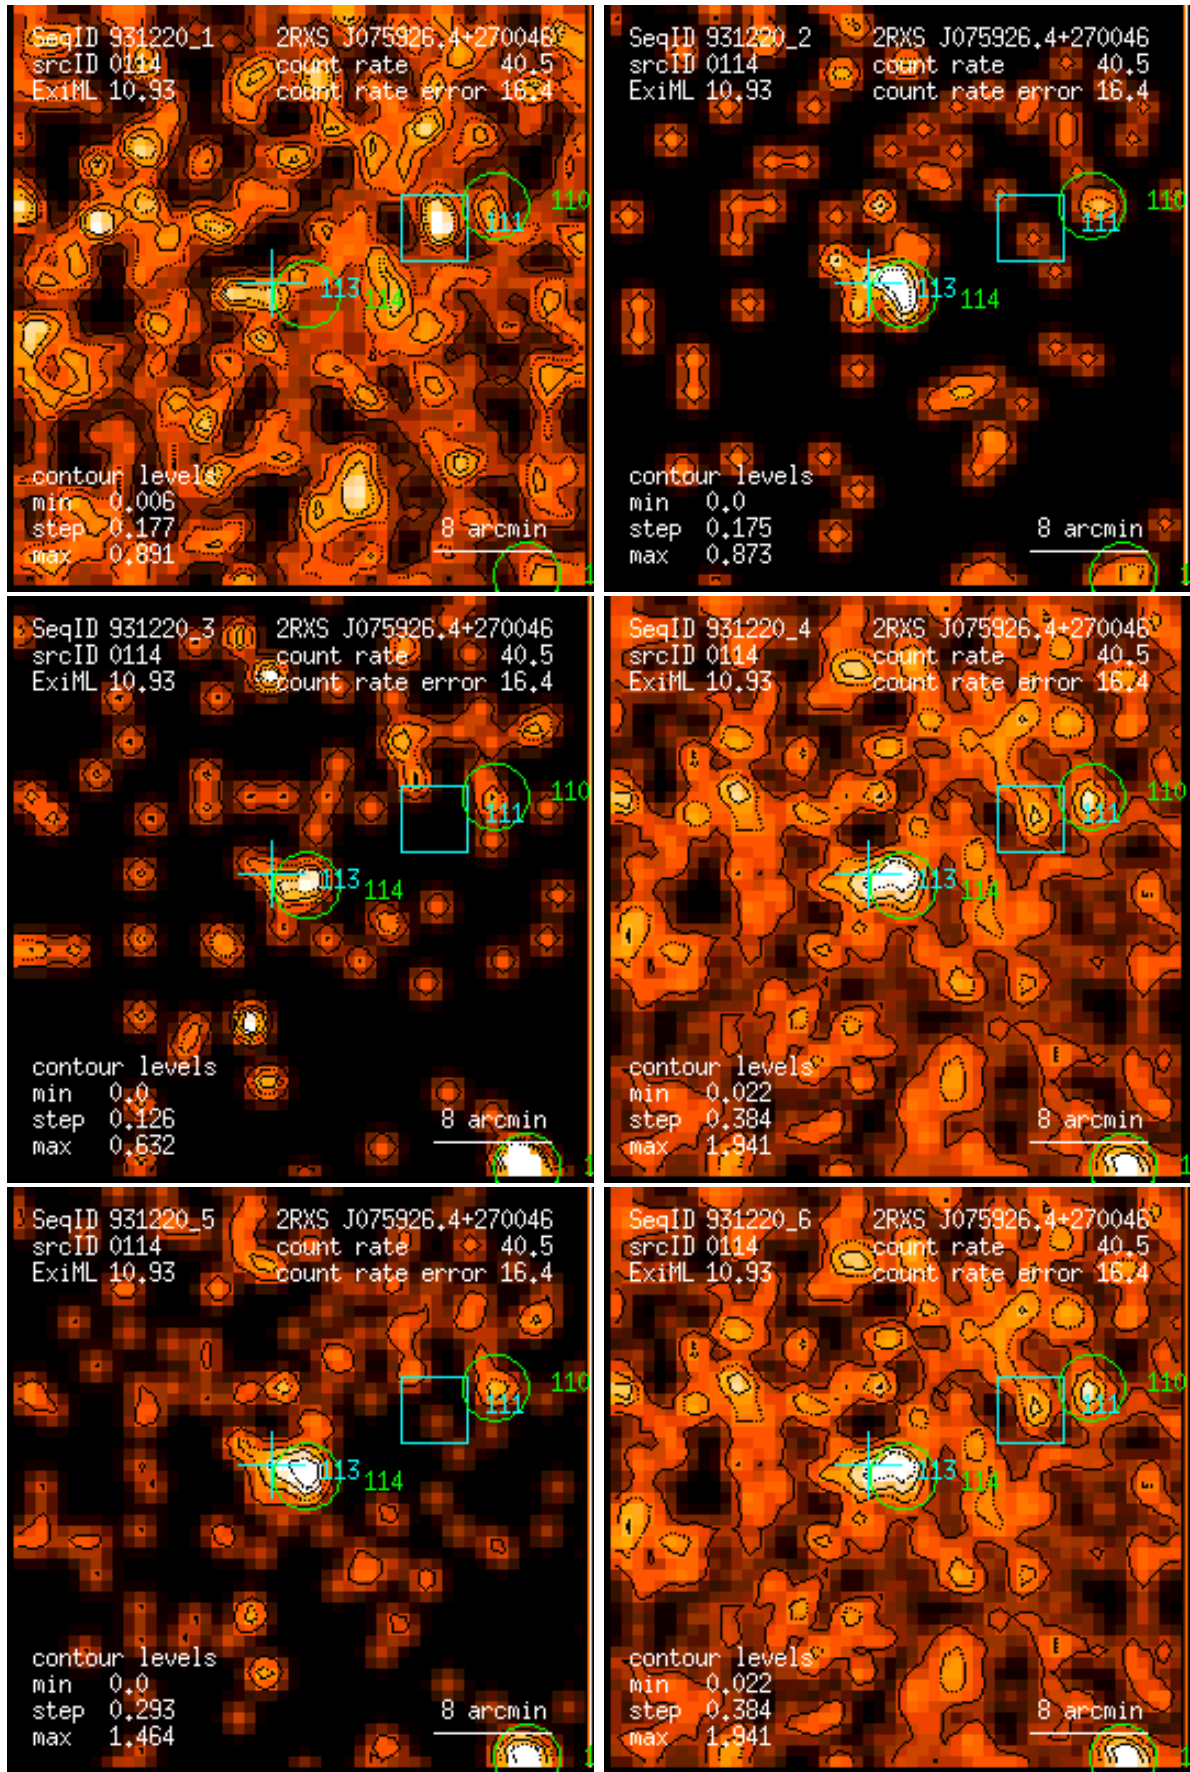 SeqID 931220_1 2RXS J075926.4+270046
srcID 0114 count rate 40.5
ExiML 10.93 count rate error 16.4
110
111
113
114
contour levels
min 0.006
step 0.177 8 arcmin
max 0.891
1
SeqID 931220_2 2RXS J075926.4+270046
srcID 0114 count rate 40.5
ExiML 10.93 count rate error 16.4
110
111
113
114
contour levels
min 0.0
step 0.175 8 arcmin
max 0.873
1
SeqID 931220_3 2RXS J075926.4+270046
srcID 0114 count rate 40.5
ExiML 10.93 count rate error 16.4
110
111
113
114
contour levels
min 0.0
step 0.126 8 arcmin
max 0.632
1
SeqID 931220_4 2RXS J075926.4+270046
srcID 0114 count rate 40.5
ExiML 10.93 count rate error 16.4
110
111
113
114
contour levels
min 0.022
step 0.384 8 arcmin
max 1.941
1
SeqID 931220_5 2RXS J075926.4+270046
srcID 0114 count rate 40.5
ExiML 10.93 count rate error 16.4
110
111
113
114
contour levels
min 0.0
step 0.293 8 arcmin
max 1.464
1
SeqID 931220_6 2RXS J075926.4+270046
srcID 0114 count rate 40.5
ExiML 10.93 count rate error 16.4
110
111
113
114
contour levels
min 0.022
step 0.384 8 arcmin
max 1.941
1